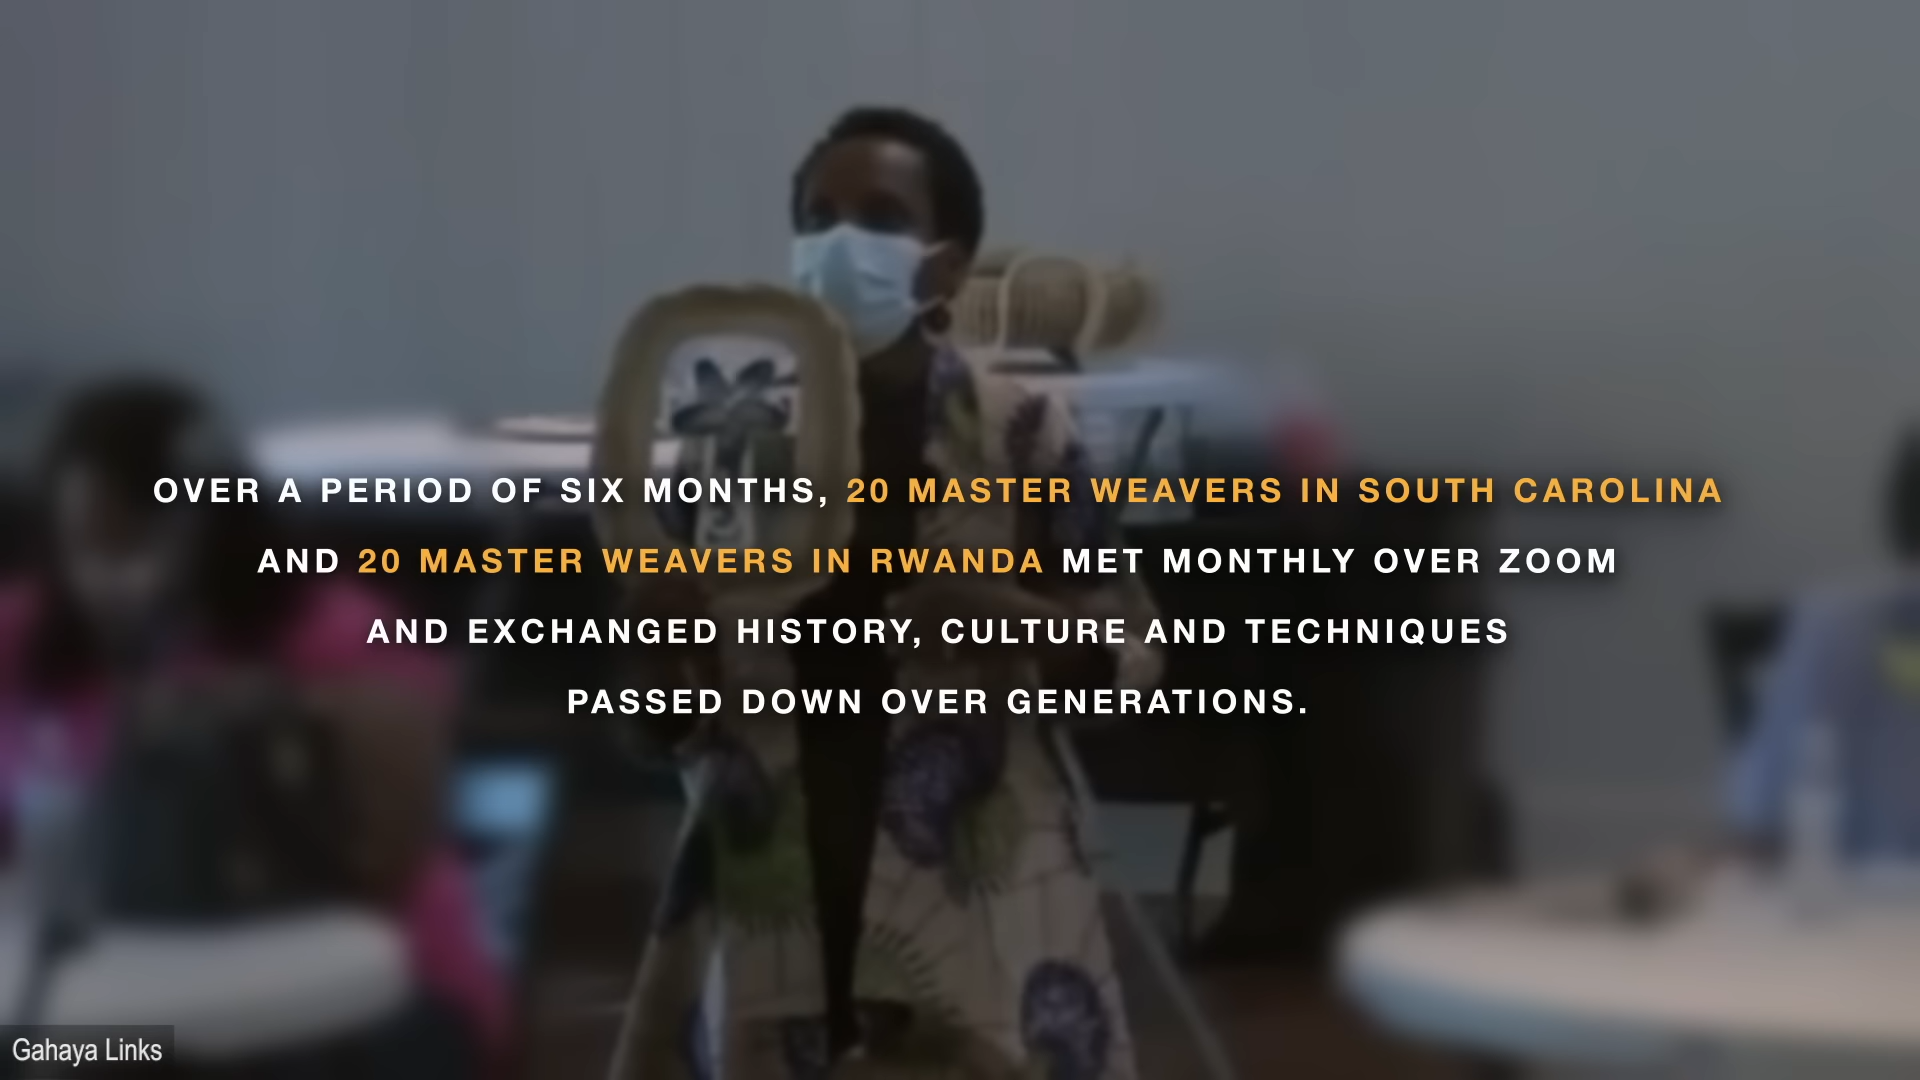 OVER A PERIOD OF SIX MONTHS, 20 MASTER WEAVERS IN SOUTH CAROLINA
AND 20 MASTER WEAVERS IN RWANDA MET MONTHLY OVER ZOOM
AND EXCHANGED HISTORY, CULTURE AND TECHNIQUES
PASSED DOWN OVER GENERATIONS.
Gahaya Links